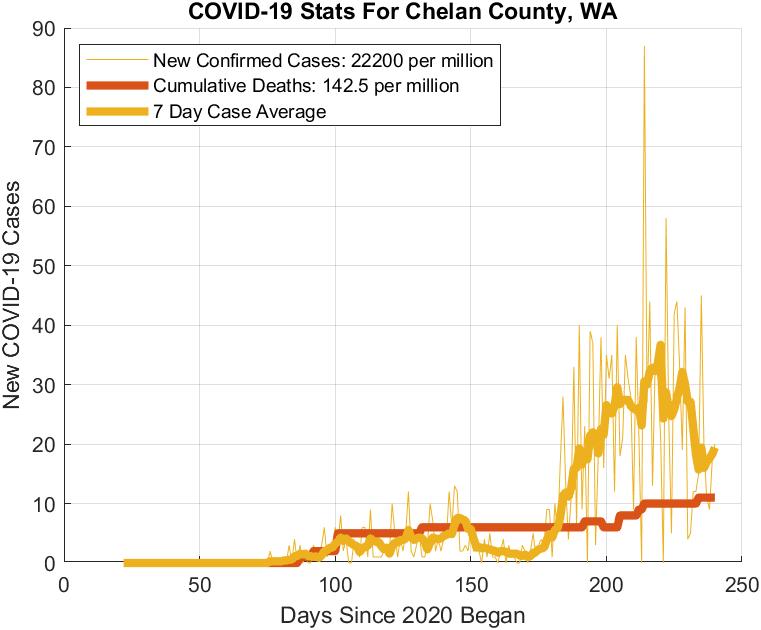 COVID-19 Stats For Chelan County, WA
New Confirmed Cases: 22200 per million
Cumulative Deaths: 142.5 per million
7 Day Case Average
New COVID-19 Cases
90
80
70
60
50
40
30
20
10
0
0 50 100 150 200 250
Days Since 2020 Began